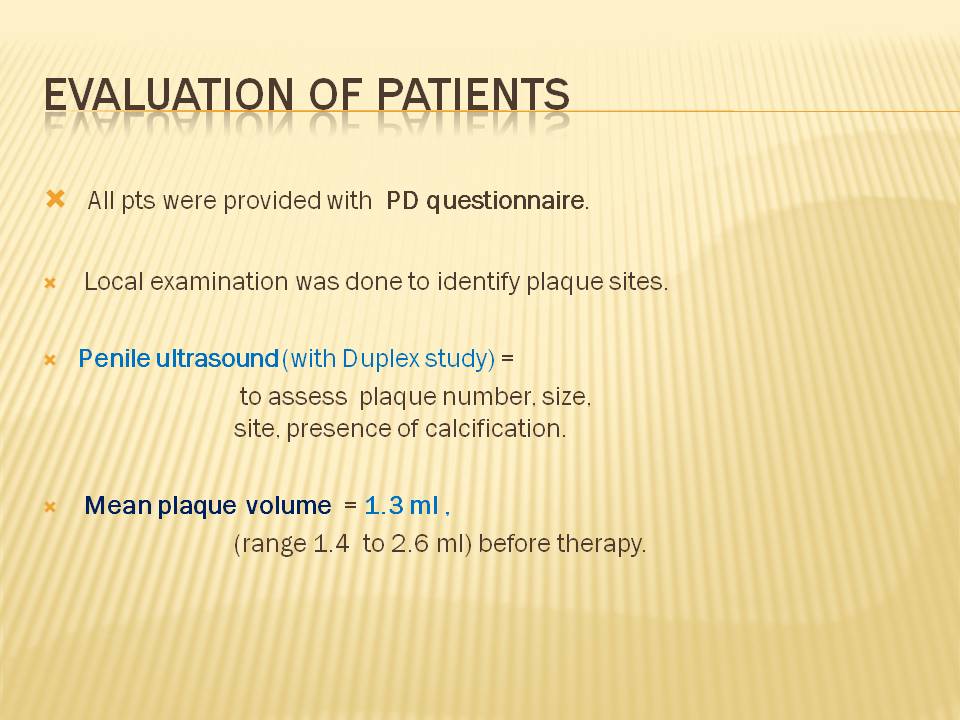 EVALUATION OF PATIENTS
All pts were provided with PD questionnaire.
Local examination was done to identify plaque sites.
Penile ultrasound (with Duplex study) =
to assess plaque number, size,
site, presence of calcification.
Mean plaque volume = 1.3 ml ,
(range 1.4 to 2.6 ml) before therapy.